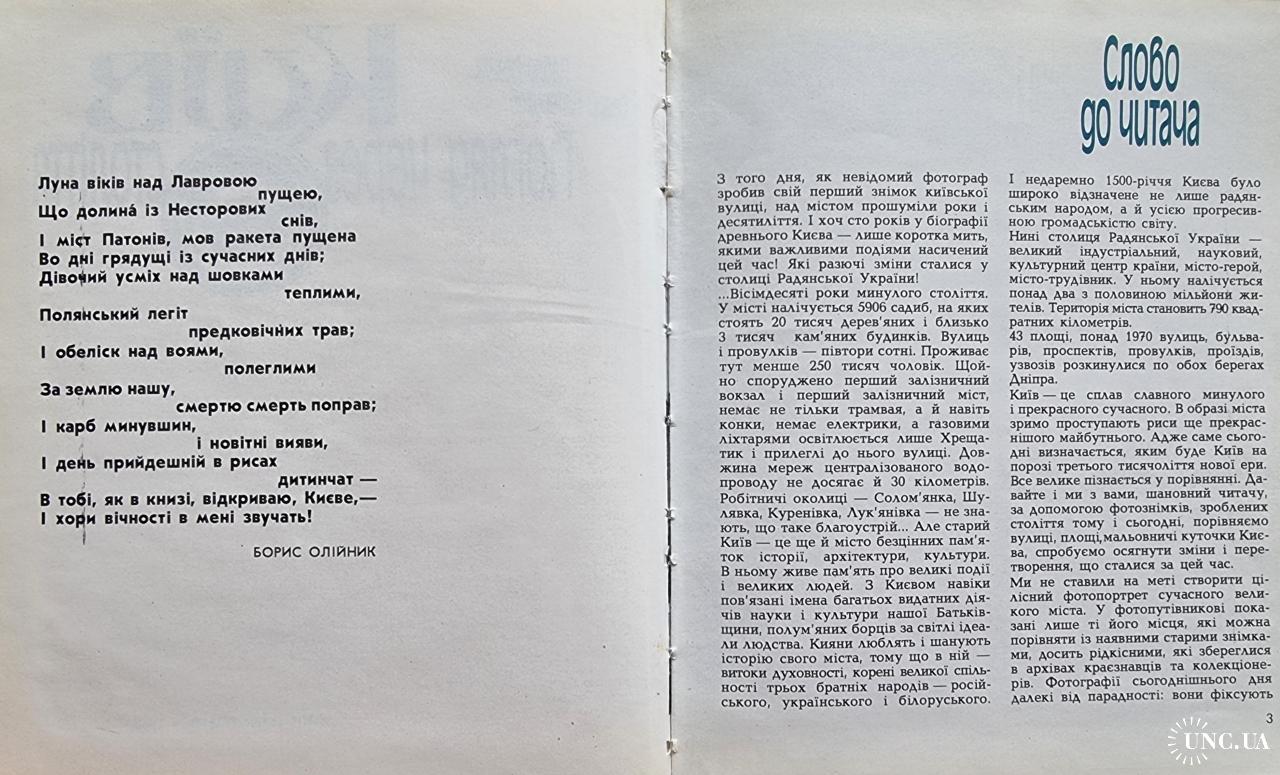 Луна віків над Лавровою
пущею,
Що долина́ із Несторових
снів,
І міст Патонів, мов ракета пущена
Во дні грядущі із сучасних днів;
Дівочий усміх над шовками
теплими,
Полянський легіт
предковічних трав;
І обеліск над воями,
полеглими
За землю нашу,
смертю смерть поправ;
І карб минувшин,
і новітні вияви,
І день прийдешній в рисах
дитинчат —
В тобі, як в книзі, відкриваю, Києве,—
І хори вічності в мені звучать!
БОРИС ОЛІЙНИК
Слово
до читача
З того дня, як невідомий фотограф
зробив свій перший знімок київської
вулиці, над містом прошуміли роки і
десятиліття. І хоч сто років у біографії
древнього Києва — лише коротка мить,
якими важливими подіями насичений
цей час! Які разючі зміни сталися у
столиці Радянської України!
...Вісімдесяті роки минулого століття.
У місті налічується 5906 садиб, на яких
стоять 20 тисяч дерев'яних і близько
3 тисяч кам'яних будинків. Вулиць
і провулків — півтори сотні. Проживає
тут менше 250 тисяч чоловік. Щой-
но споруджено перший залізничний
вокзал і перший залізничний міст,
немає не тільки трамвая, а й навіть
конки, немає електрики, а газовими
ліхтарями освітлюється лише Хреща-
тик і прилеглі до нього вулиці. Дов-
жина мереж централізованого водо-
проводу не досягає й 30 кілометрів.
Робітничі околиці — Солом'янка, Шу-
лявка, Куренівка, Лук'янівка — не зна-
ють, що таке благоустрій... Але старий
Київ — це ще й місто безцінних пам'я-
ток історії, архітектури, культури.
В ньому живе пам'ять про великі події
і великих людей. З Києвом навіки
пов'язані імена багатьох видатних дія-
чів науки і культури нашої Батьків-
щини, полум'яних борців за світлі ідеа-
ли людства. Кияни люблять і шанують
історію свого міста, тому що в ній —
витоки духовності, корені великої спіль-
ності трьох братніх народів — росій-
ського, українського і білоруського.
І недаремно 1500-річчя Києва було
широко відзначене не лише радян-
ським народом, а й усією прогресив-
ною громадськістю світу.
Нині столиця Радянської України —
великий індустріальний, науковий,
культурний центр країни, місто-герой,
місто-трудівник. У ньому налічується
понад два з половиною мільйони жи-
телів. Територія міста становить 790 квад-
ратних кілометрів.
43 площі, понад 1970 вулиць, бульва-
рів, проспектів, провулків, проїздів,
узвозів розкинулися по обох берегах
Дніпра.
Київ — це сплав славного минулого
і прекрасного сучасного. В образі міста
зримо проступають риси ще прекрас-
нішого майбутнього. Адже саме сього-
дні визначається, яким буде Київ на
порозі третього тисячоліття нової ери.
Все велике пізнається у порівнянні. Да-
вайте і ми з вами, шановний читачу,
за допомогою фотознімків, зроблених
століття тому і сьогодні, порівняємо
вулиці, площі,мальовничі куточки Киє-
ва, спробуємо осягнути зміни і пере-
творення, що сталися за цей час.
Ми не ставили на меті створити ці-
лісний фотопортрет сучасного вели-
кого міста. У фотопутівникові пока-
зані лише ті його місця, які можна
порівняти із наявними старими знімка-
ми, досить рідкісними, які збереглися
в архівах краєзнавців та колекціоне-
рів. Фотографії сьогоднішнього дня
далекі від парадності: вони фіксують
3
UNC.UA